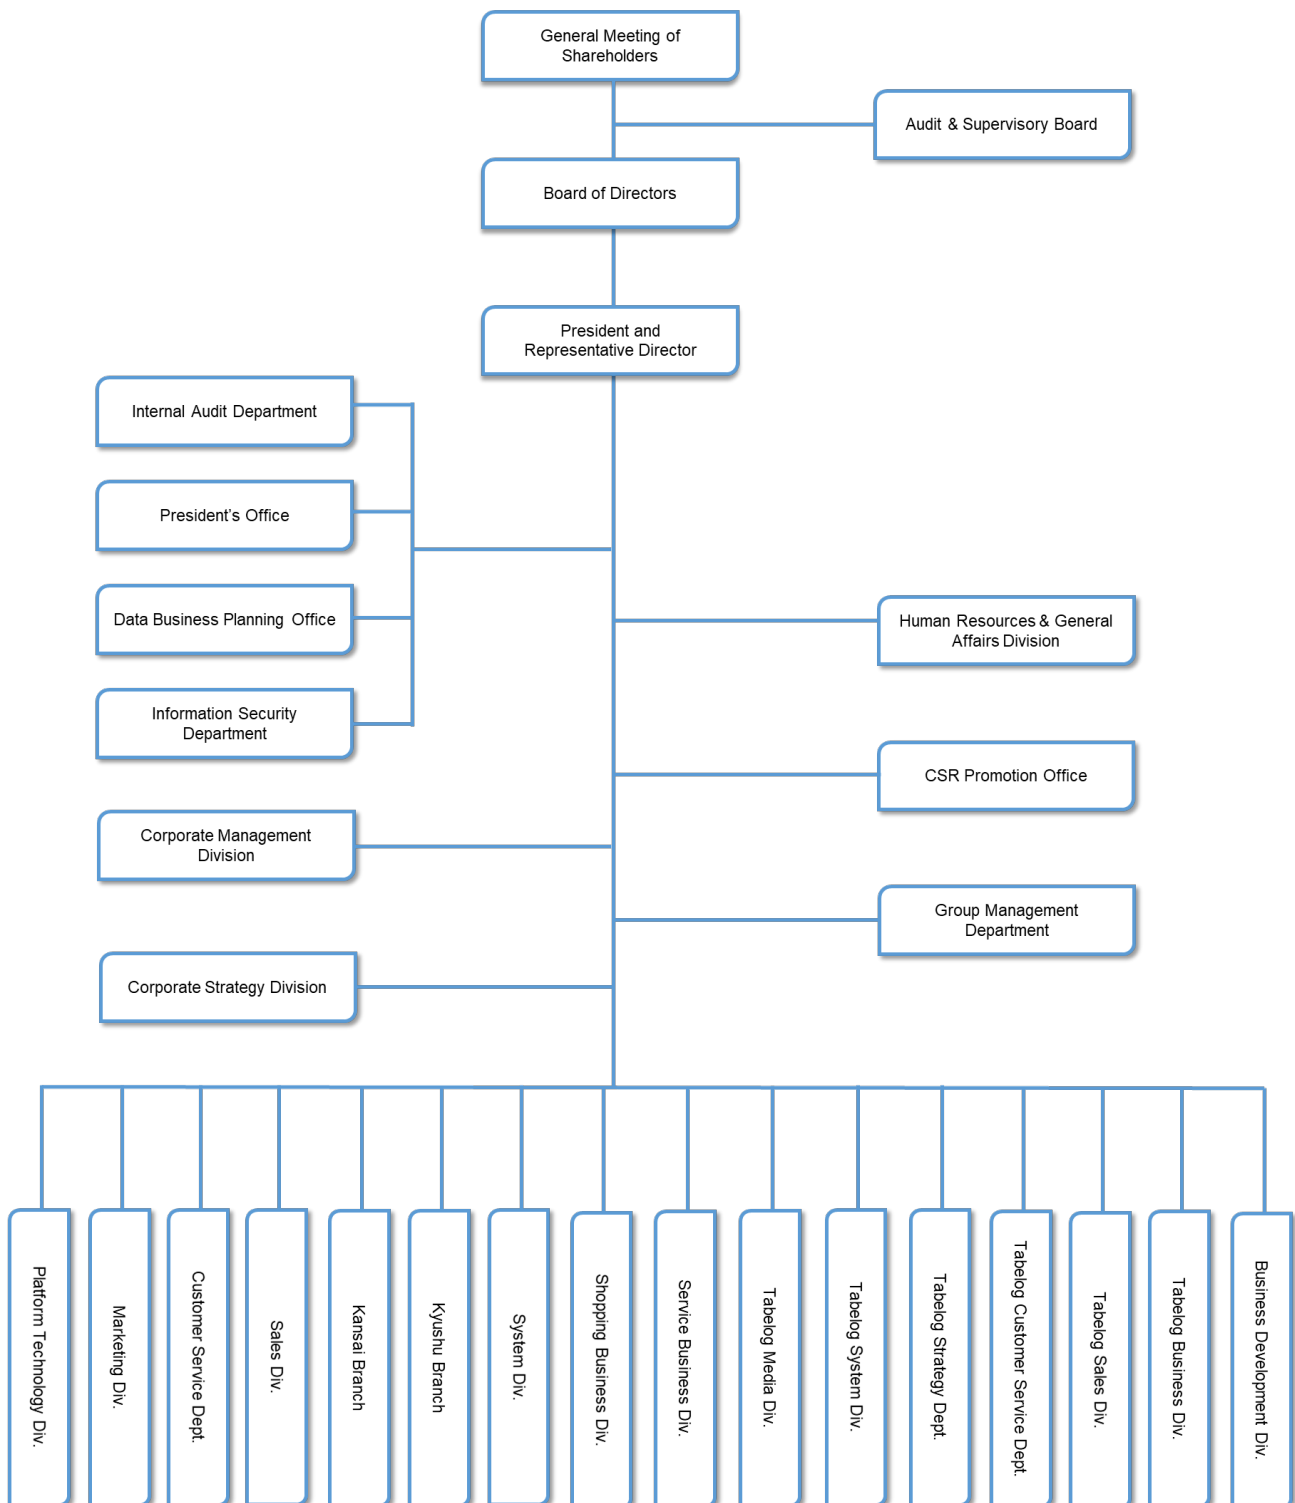 General Meeting of
Shareholders
Audit & Supervisory Board
Board of Directors
President and
Representative Director
Internal Audit Department
President's Office
Data Business Planning Office
Human Resources & General
Affairs Division
Information Security
Department
CSR Promotion Office
Corporate Management
Division
Group Management
Department
Corporate Strategy Division
Platform Technology Div.
Marketing Div.
Customer Service Dept.
Sales Div.
Kansai Branch
Kyushu Branch
System Div.
Shopping Business Div.
Service Business Div.
Tabelog Media Div.
Tabelog System Div.
Tabelog Strategy Dept.
Tabelog Customer Service Dept.
Tabelog Sales Div.
Tabelog Business Div.
Business Development Div.